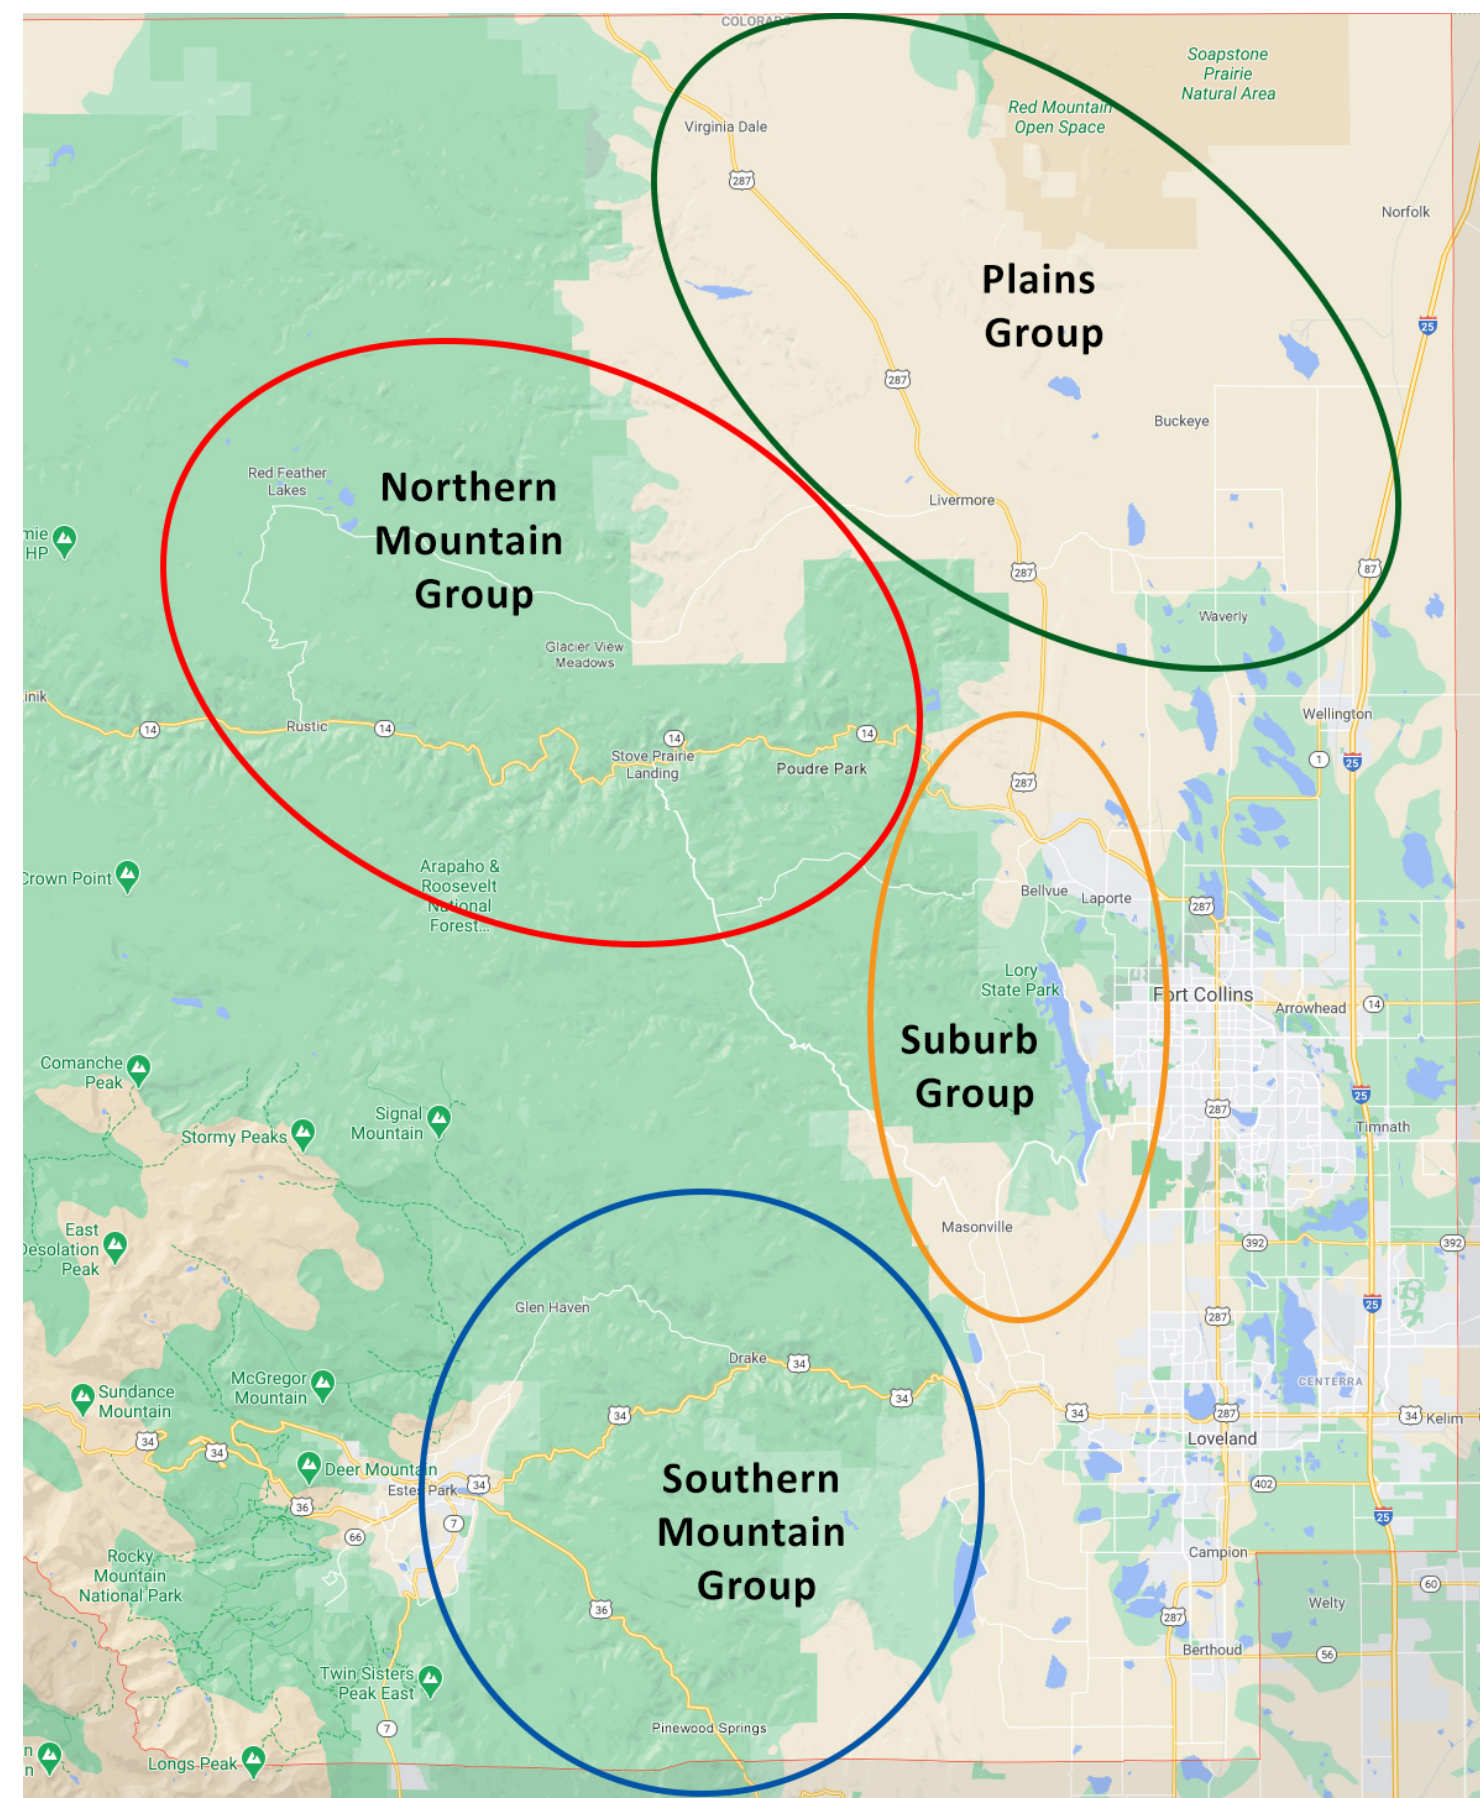 COLORADO
Soapstone
Prairie
Natural Area
Red Mountain
Open Space
Virginia Dale
287
Norfolk
Plains
Group
25
287
Buckeye
Red Feather
Lakes
Northern
Mountain
Group
Livermore
mie
HP
287
87
Waverly
Glacier View
Meadows
inik
14
Rustic
14
14
14
Stove Prairie
Landing
Poudre Park
Wellington
1
25
287
Arapaho &
Roosevelt
National
Forest...
Crown Point
Bellvue
Laporte
287
Lory
State Park
Fort Collins
Arrowhead
14
Suburb
Group
Comanche
Peak
Signal
Mountain
Stormy Peaks
25
287
Timnath
East
Desolation
Peak
Masonville
392
392
Glen Haven
25
287
Drake
34
34
McGregor
Mountain
Sundance
Mountain
CENTERRA
34
34
34
34
287
34
Kelim
Loveland
Deer Mountain
Estes Park
34
Southern
Mountain
Group
402
36
7
66
25
Rocky
Mountain
National Park
Campion
60
36
Welty
287
Berthoud
56
Twin Sisters
Peak East
7
Pinewood Springs
Longs Peak
n
n